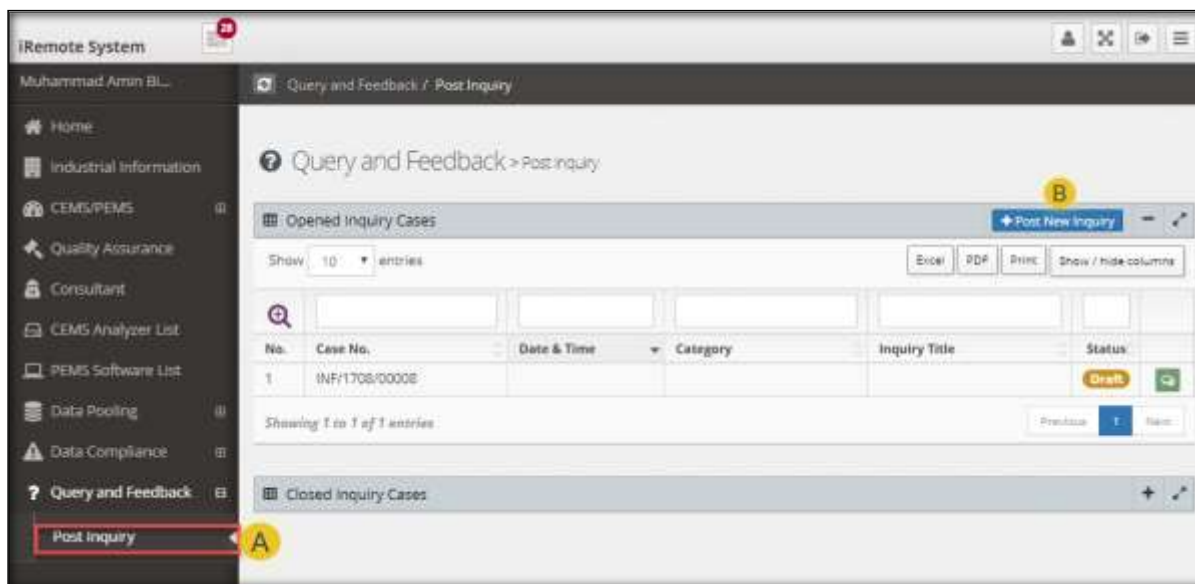 iRemote System
28
Muhammad Amin Bi...
Query and Feedback / Post Inquiry
Home
Industrial Information
CEMS/PEMS
Quality Assurance
Consultant
CEMS Analyzer List
PEMS Software List
Data Pooling
Data Compliance
? Query and Feedback
Post Inquiry
A
Query and Feedback > Post Inquiry
B
Opened Inquiry Cases
Post New Inquiry
Show 10 entries
Excel PDF Print Show / hide columns
No. Case No. Date & Time Category Inquiry Title Status
1 INF/1708/00008 Draft
Showing 1 to 1 of 1 entries
Previous 1 Next
Closed Inquiry Cases